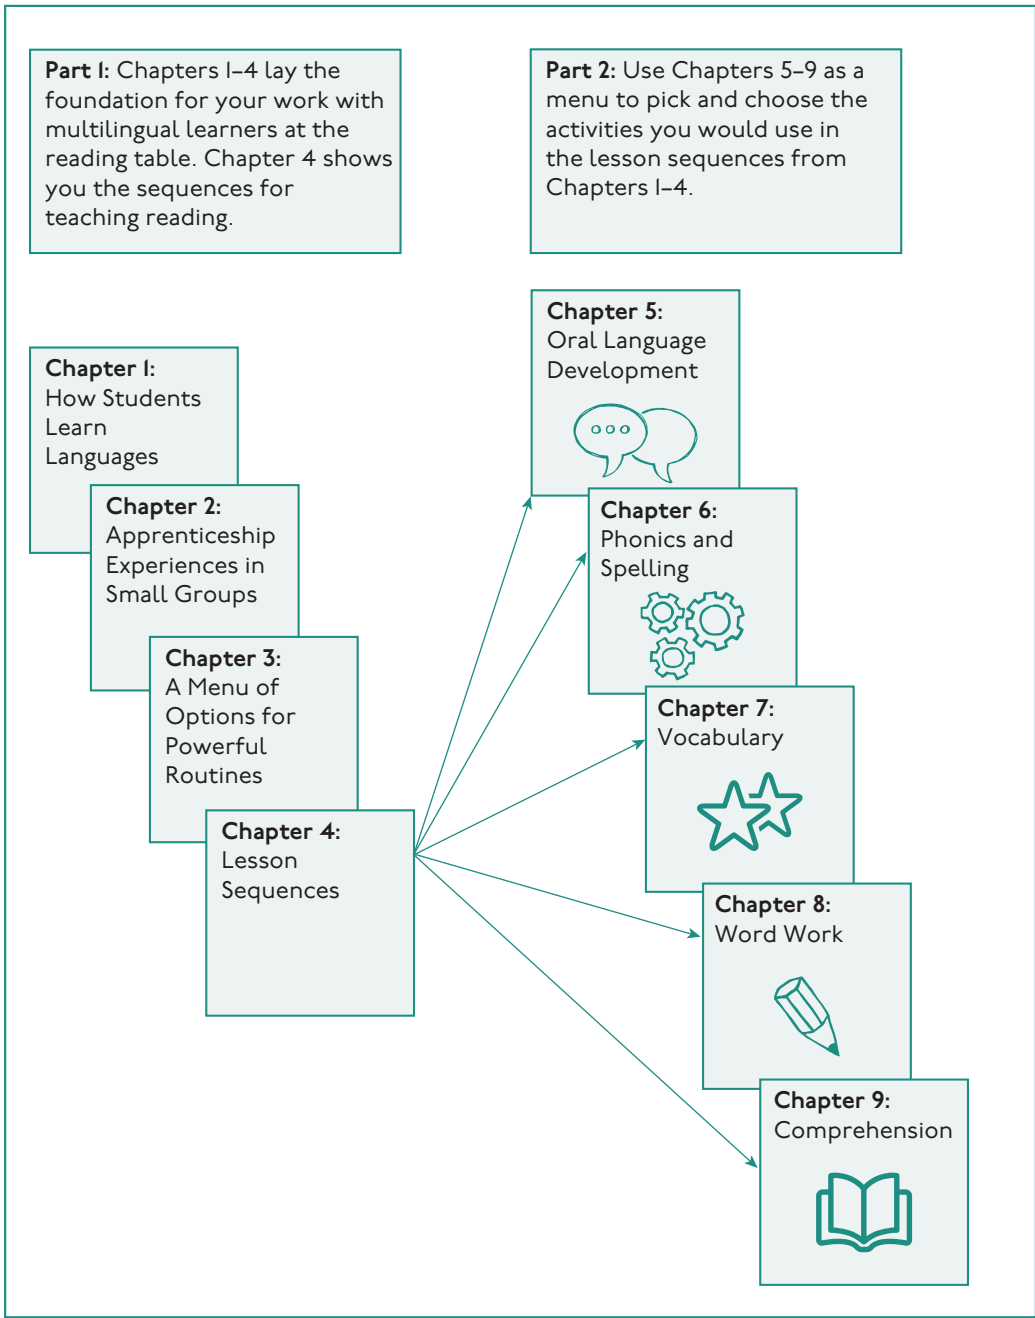 Part 1: Chapters 1–4 lay the
foundation for your work with
multilingual learners at the
reading table. Chapter 4 shows
you the sequences for
teaching reading.
Part 2: Use Chapters 5–9 as a
menu to pick and choose the
activities you would use in
the lesson sequences from
Chapters 1–4.
Chapter 1:
How Students
Learn
Languages
Chapter 2:
Apprenticeship
Experiences in
Small Groups
Chapter 3:
A Menu of
Options for
Powerful
Routines
Chapter 4:
Lesson
Sequences
Chapter 5:
Oral Language
Development
Chapter 6:
Phonics and
Spelling
Chapter 7:
Vocabulary
Chapter 8:
Word Work
Chapter 9:
Comprehension